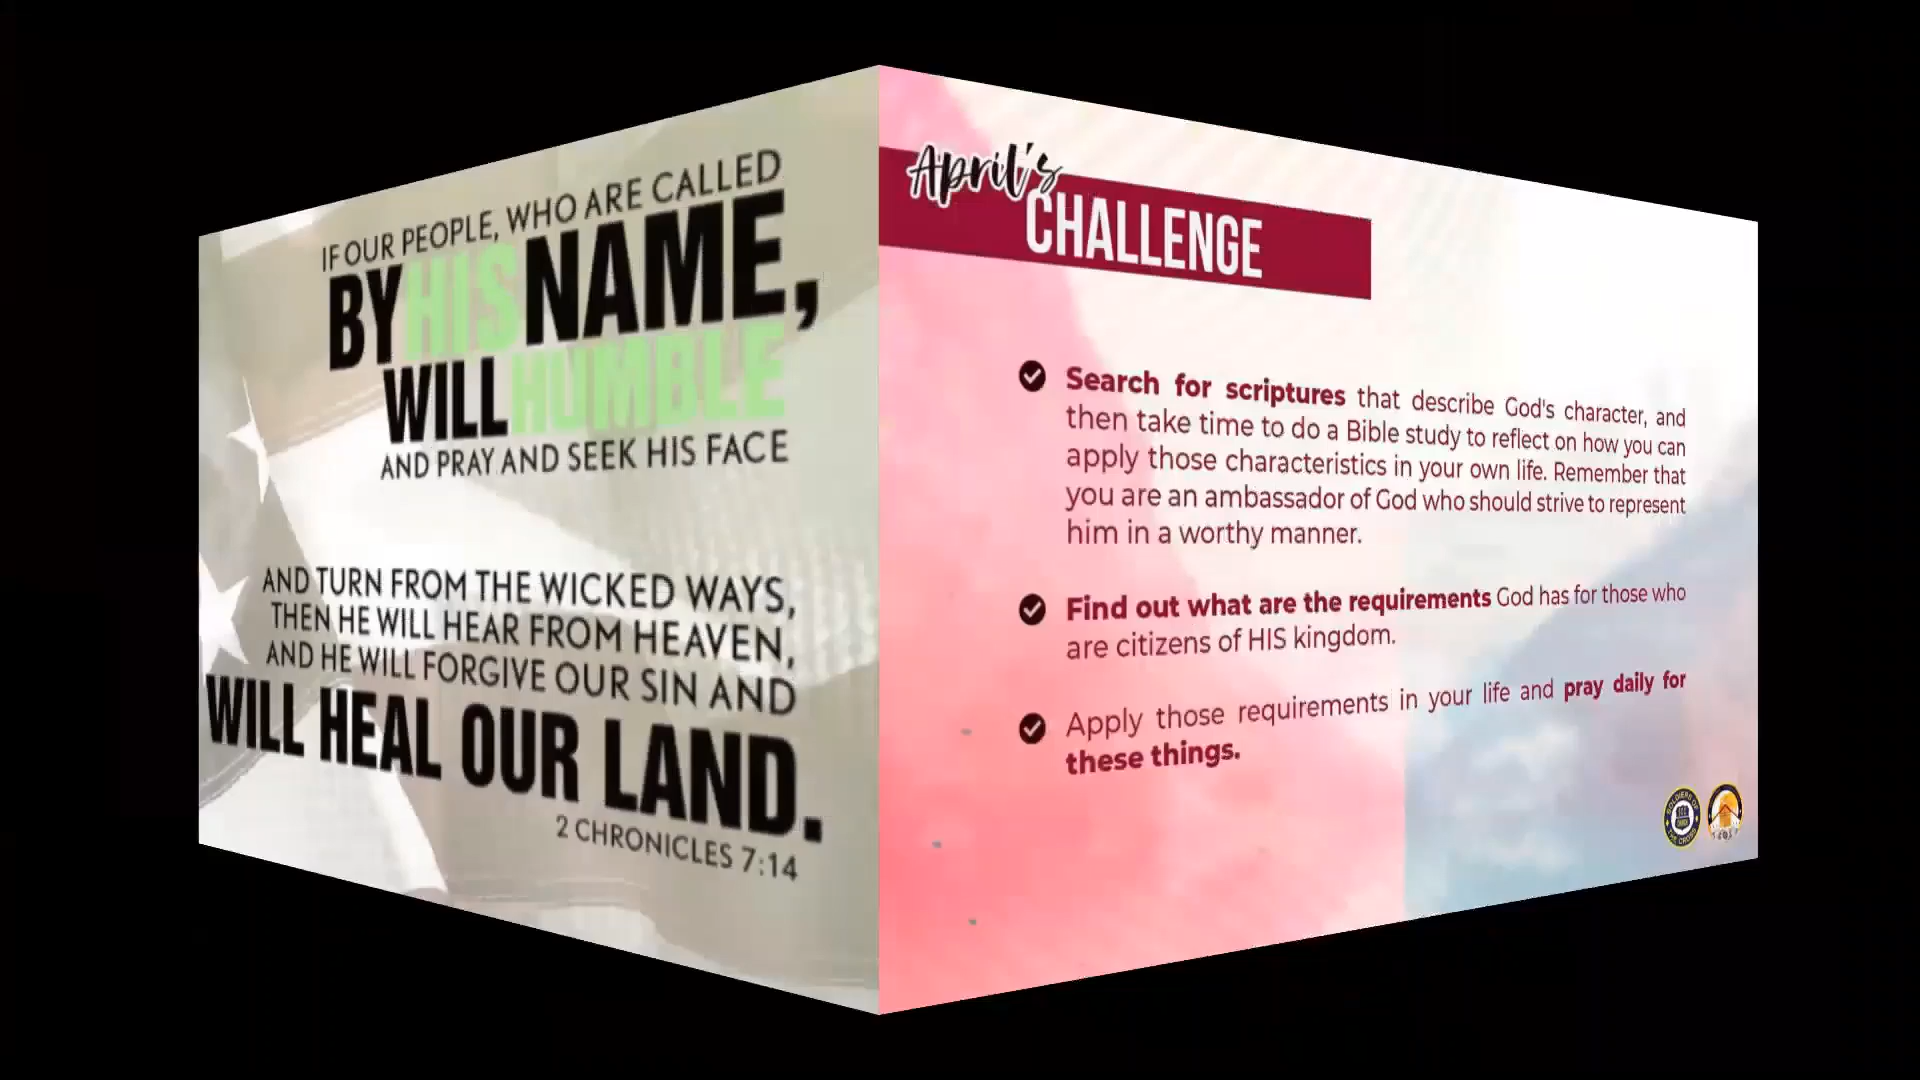 IF OUR PEOPLE, WHO ARE CALLED
BY HIS NAME,
WILL HUMBLE
AND PRAY AND SEEK HIS FACE
AND TURN FROM THE WICKED WAYS,
THEN HE WILL HEAR FROM HEAVEN,
AND HE WILL FORGIVE OUR SIN AND
WILL HEAL OUR LAND.
2 CHRONICLES 7:14
April's
CHALLENGE
Search for scriptures that describe God's character, and
then take time to do a Bible study to reflect on how you can
apply those characteristics in your own life. Remember that
you are an ambassador of God who should strive to represent
him in a worthy manner.
Find out what are the requirements God has for those who
are citizens of HIS kingdom.
Apply those requirements in your life and pray daily for
these things.
SOLDIERS OF
THE CROSS